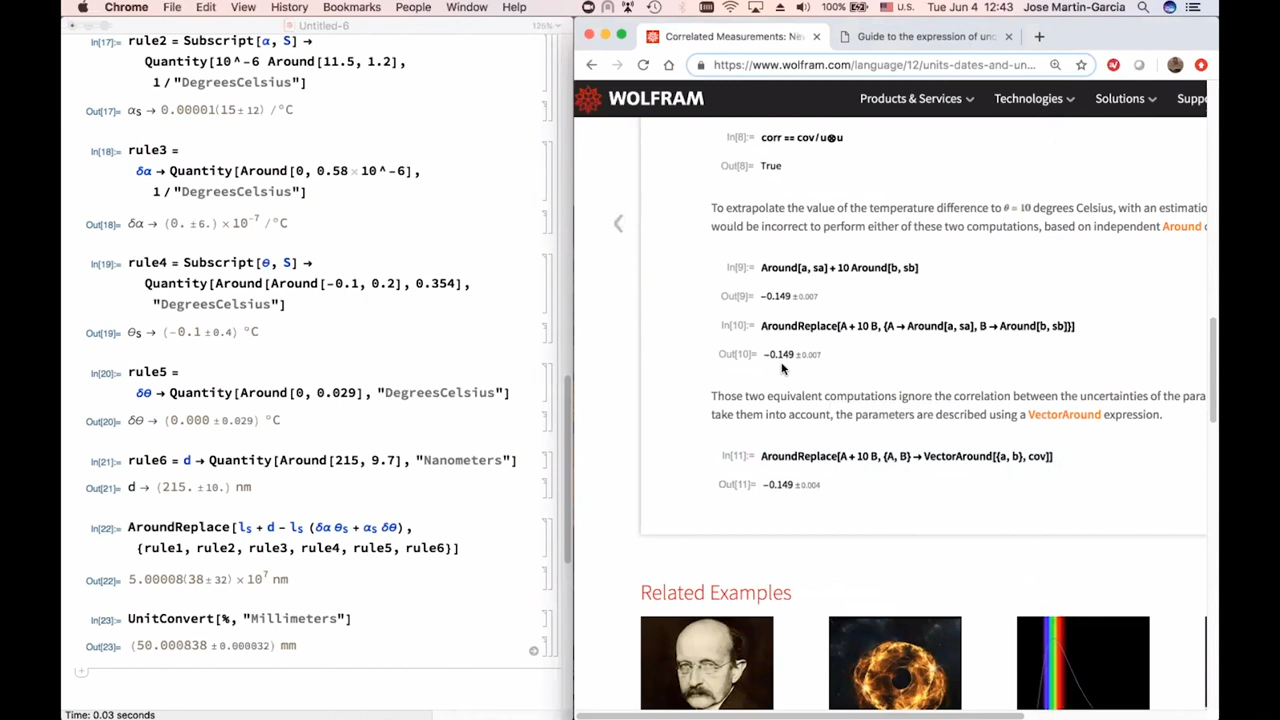 Chrome File Edit View History Bookmarks People Window Help 100% U.S. Tue Jun 4 12:43 Jose Martin-Garcia
Untitled-6 125%
In[17]:= rule2 = Subscript[α, S] →
Quantity[10^-6 Around[11.5, 1.2],
1 / "DegreesCelsius"]
Out[17]= αs → 0.00001(15 ± 12) /°C
In[18]:= rule3 =
δα → Quantity[Around[0, 0.58 × 10^-6],
1 / "DegreesCelsius"]
Out[18]= δα → (0. ± 6.) × 10⁻⁷ /°C
In[19]:= rule4 = Subscript[θ, S] →
Quantity[Around[Around[-0.1, 0.2], 0.354],
"DegreesCelsius"]
Out[19]= θs → (-0.1 ± 0.4) °C
In[20]:= rule5 =
δθ → Quantity[Around[0, 0.029], "DegreesCelsius"]
Out[20]= δθ → (0.000 ± 0.029) °C
In[21]:= rule6 = d → Quantity[Around[215, 9.7], "Nanometers"]
Out[21]= d → (215. ± 10.) nm
In[22]:= AroundReplace[ls + d - ls (δα θs + αs δθ),
{rule1, rule2, rule3, rule4, rule5, rule6}]
Out[22]= 5.00008(38 ± 32) × 10⁷ nm
In[23]:= UnitConvert[%, "Millimeters"]
Out[23]= (50.000838 ± 0.000032) mm
Time: 0.03 seconds
Correlated Measurements: Ne Guide to the expression of unc
https://www.wolfram.com/language/12/units-dates-and-un...
WOLFRAM Products & Services Technologies Solutions Suppo
In[8]:= corr == cov/u⊗u
Out[8]= True
To extrapolate the value of the temperature difference to θ = 10 degrees Celsius, with an estimatio
would be incorrect to perform either of these two computations, based on independent Around
In[9]:= Around[a, sa] + 10 Around[b, sb]
Out[9]= -0.149 ± 0.007
In[10]:= AroundReplace[A + 10 B, {A → Around[a, sa], B → Around[b, sb]}]
Out[10]= -0.149 ± 0.007
Those two equivalent computations ignore the correlation between the uncertainties of the para
take them into account, the parameters are described using a VectorAround expression.
In[11]:= AroundReplace[A + 10 B, {A, B} → VectorAround[{a, b}, cov]]
Out[11]= -0.149 ± 0.004
Related Examples